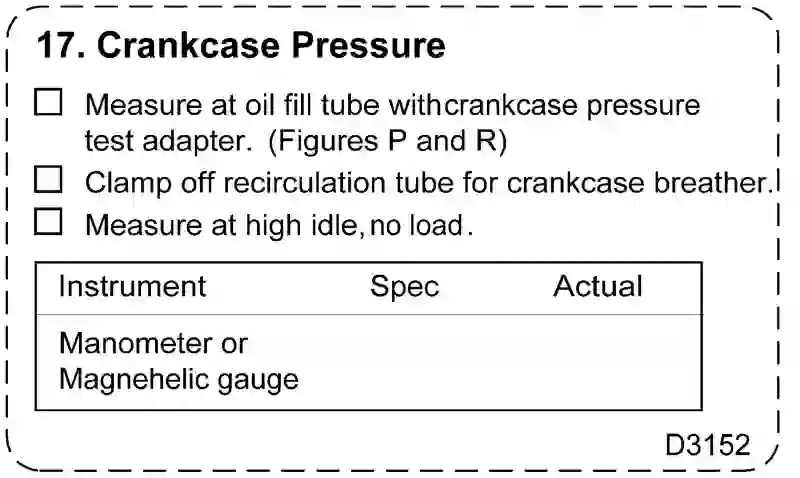 17. Crankcase Pressure
Measure at oil fill tube withcrankcase pressure
test adapter. (Figures P and R)
Clamp off recirculation tube for crankcase breather.
Measure at high idle, no load.
Instrument Spec Actual
Manometer or
Magnehelic gauge
D3152